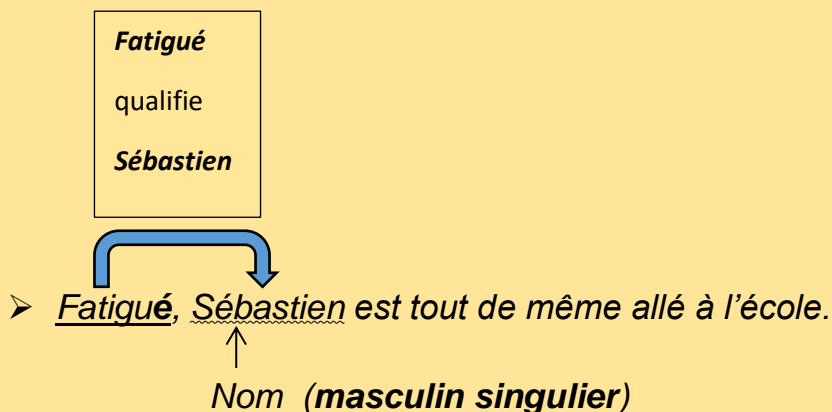 Fatigué
qualifie
Sébastien
➢ Fatigué, Sébastien est tout de même allé à l’école.
Nom (masculin singulier)